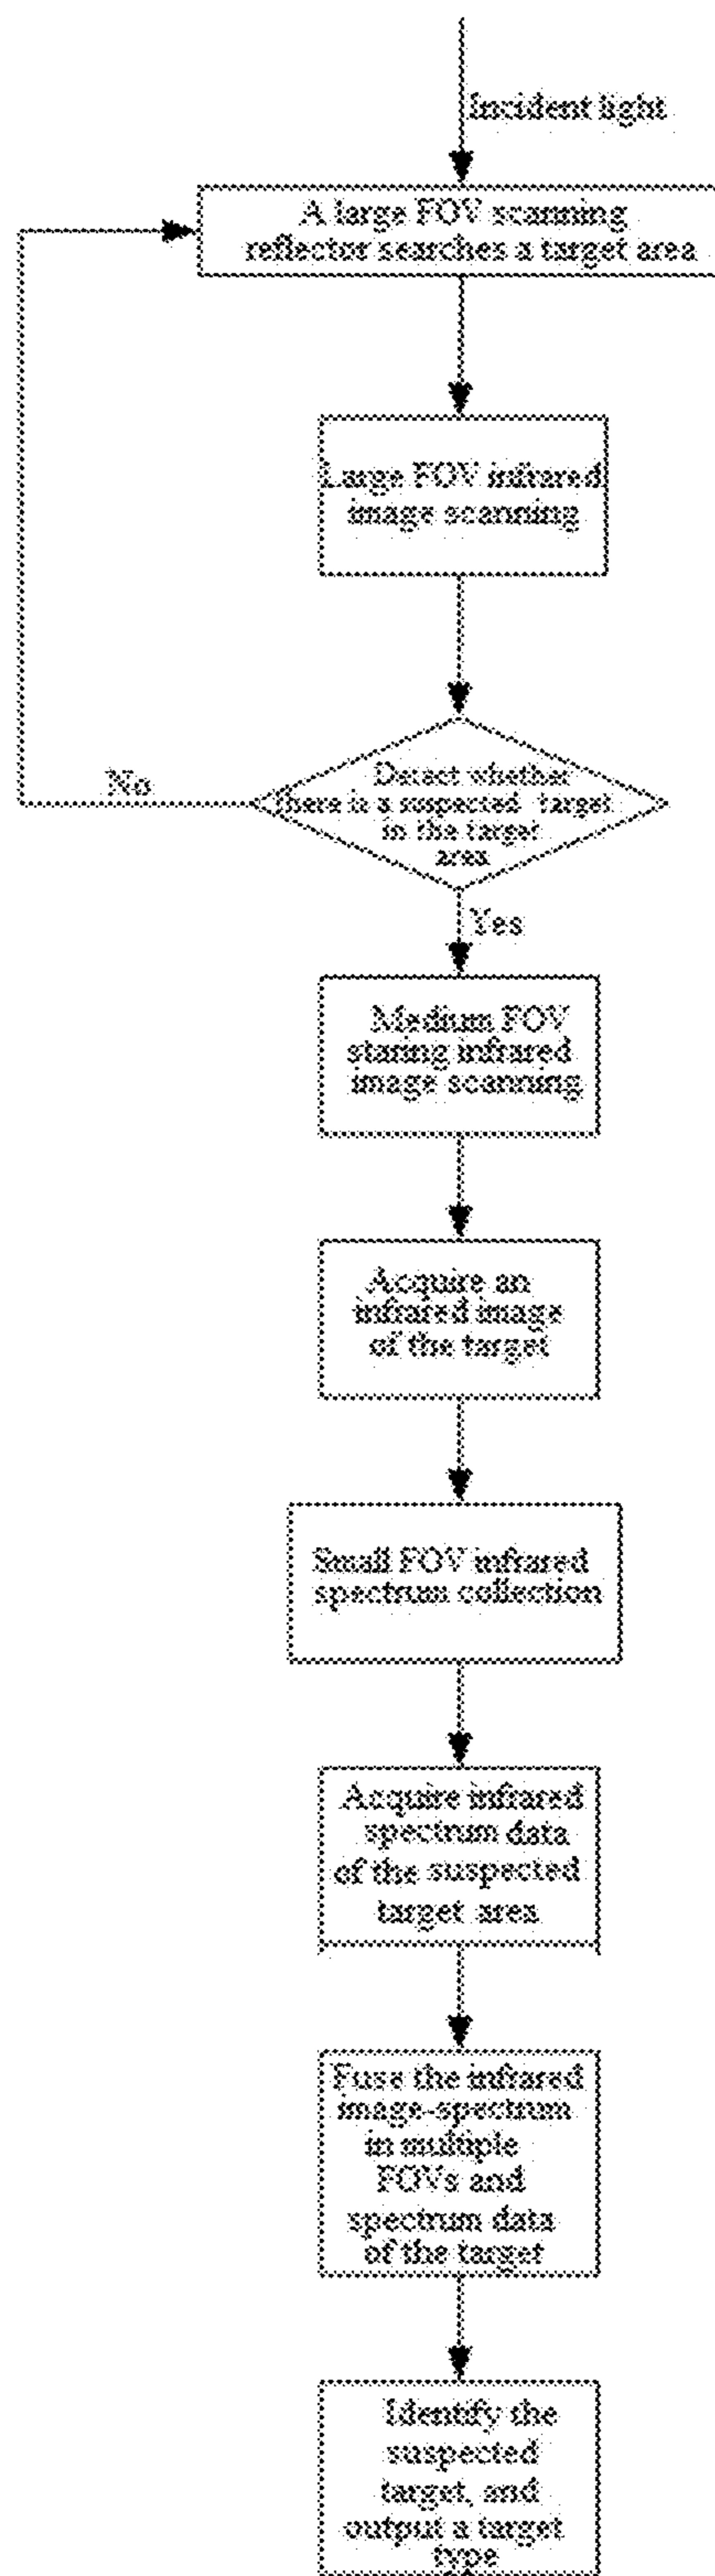 Incident light
A large FOV scanning
reflector searches a target area
Large FOV infrared
image scanning
Detect whether
there is a suspected target
in the target
area
No
Yes
Medium FOV
staring infrared
image scanning
Acquire an
infrared image
of the target
Small FOV infrared
spectrum collection
Acquire infrared
spectrum data
of the suspected
target area
Fuse the infrared
image-spectrum
in multiple
FOVs and
spectrum data
of the target
Identify the
suspected
target, and
output a target
type